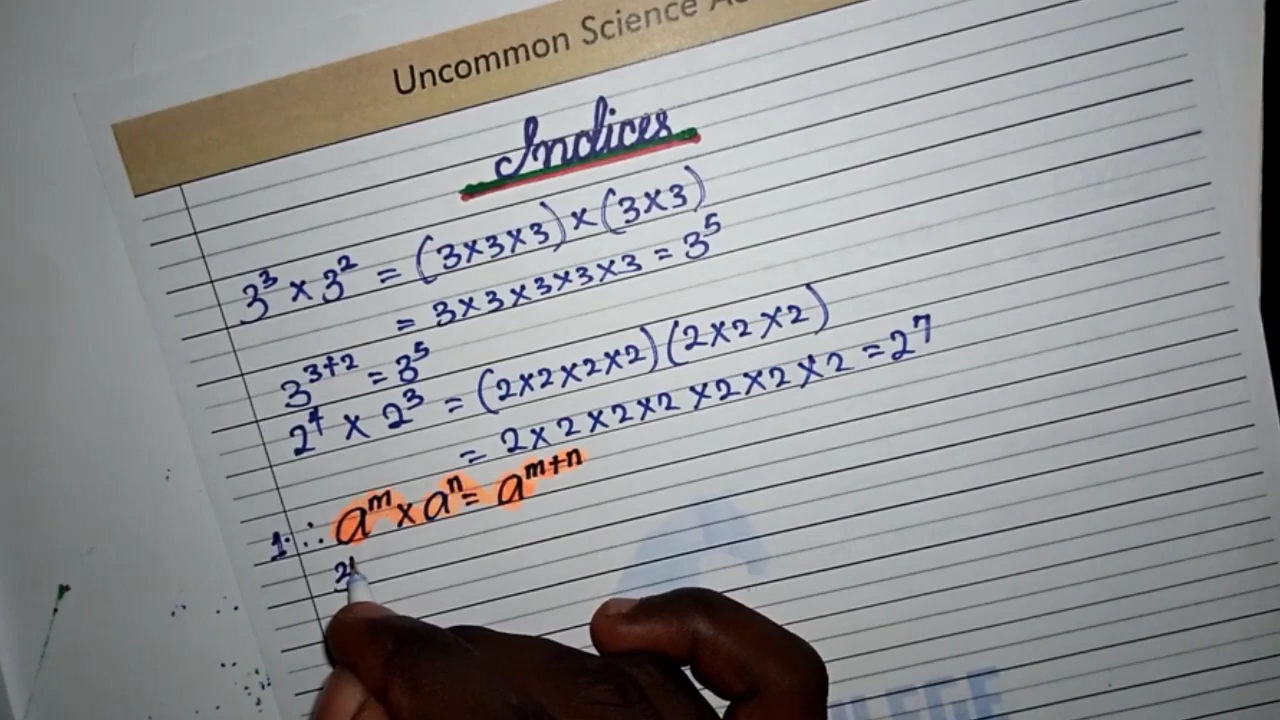 Uncommon Science
Indices
3³ × 3² = (3×3×3) × (3×3)
= 3×3×3×3×3 = 3⁵
3³⁺² = 3⁵
2⁴ × 2³ = (2×2×2×2)(2×2×2)
= 2×2×2×2×2×2×2 = 2⁷
1. ∴ aᵐ × aⁿ = aᵐ⁺ⁿ